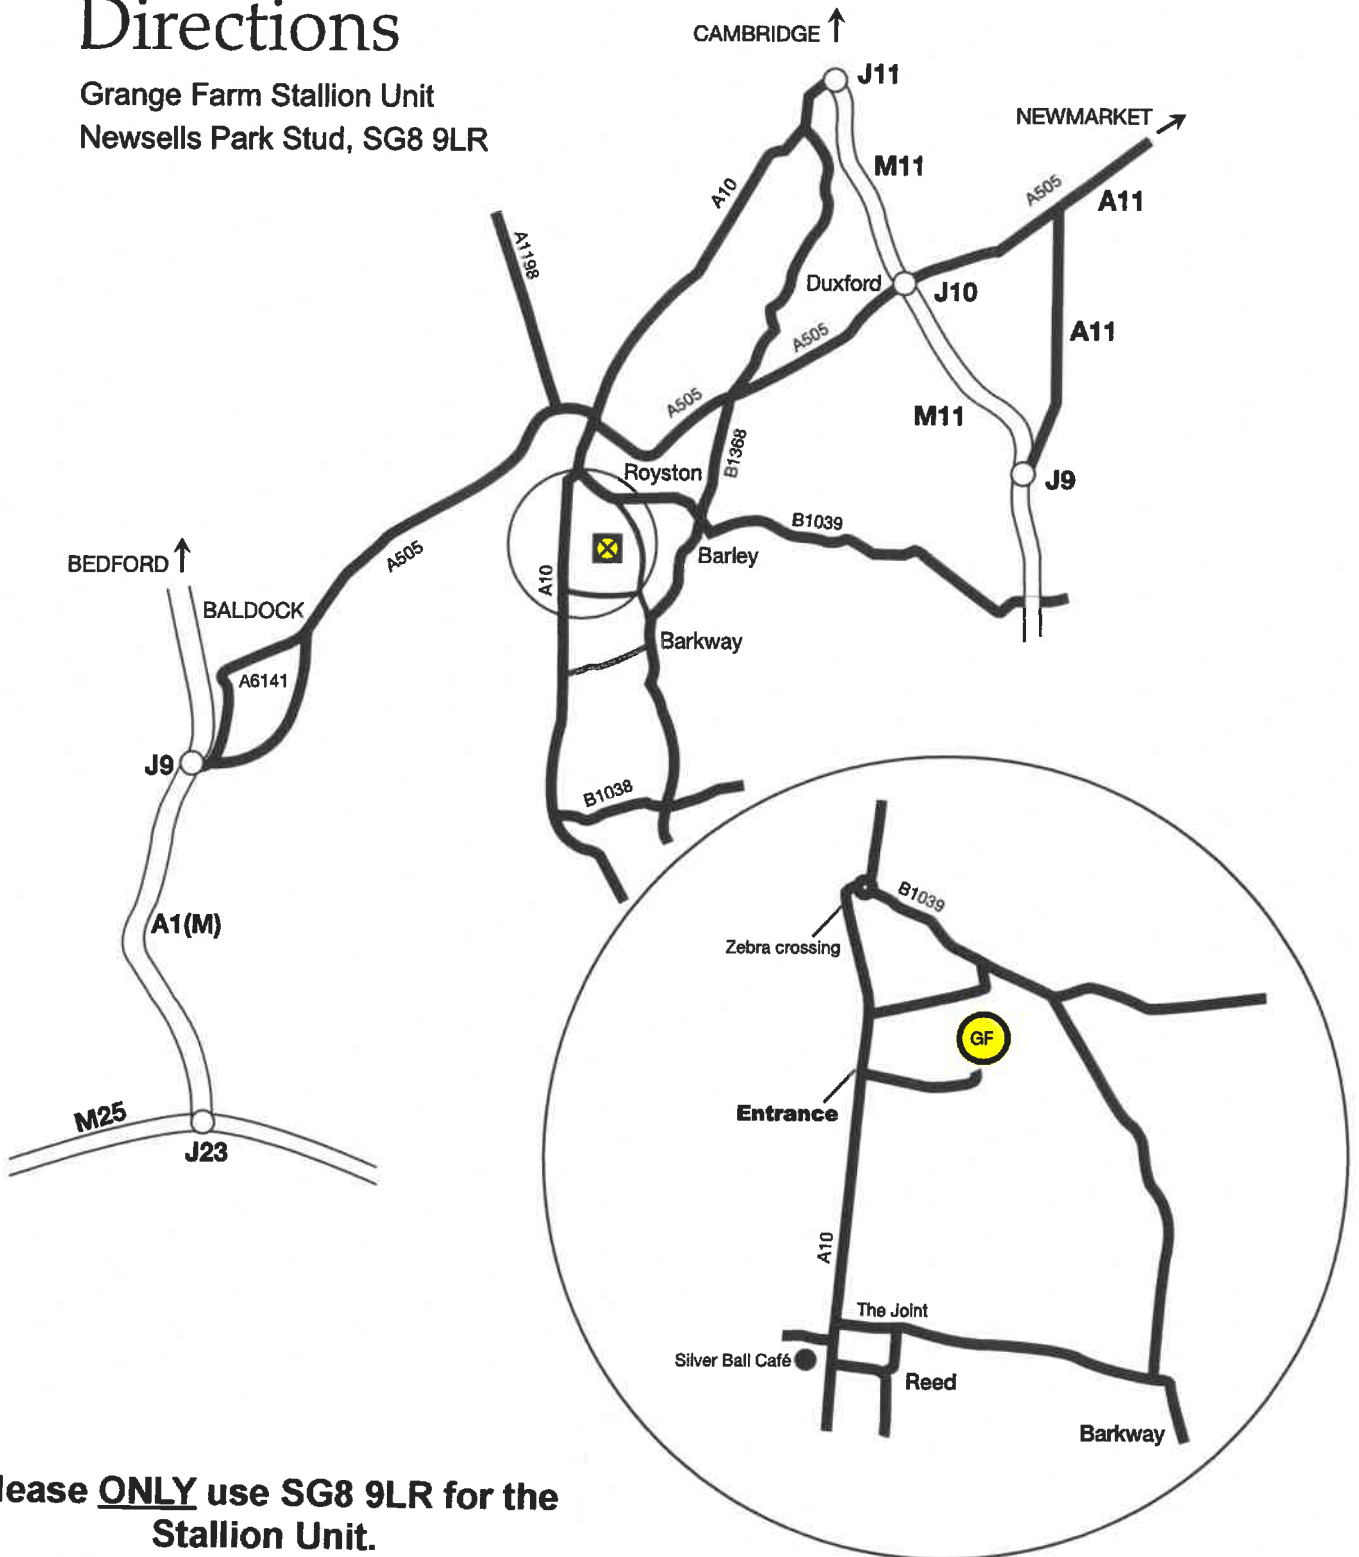 Directions
Grange Farm Stallion Unit
Newsells Park Stud, SG8 9LR
CAMBRIDGE
J11
NEWMARKET
M11
A10
A505
A11
A1198
Duxford
J10
A505
A11
A505
M11
B1368
Royston
J9
B1039
Barley
A505
BEDFORD
A10
BALDOCK
Barkway
A6141
J9
B1038
A1(M)
M25
J23
B1039
Zebra crossing
GF
Entrance
A10
The Joint
Silver Ball Café
Reed
Barkway
lease ONLY use SG8 9LR for the
Stallion Unit.